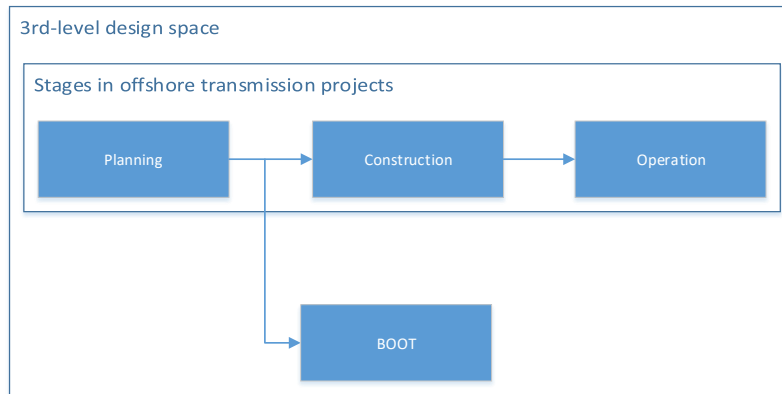 3rd-level design space
Stages in offshore transmission projects
Planning
Construction
Operation
BOOT